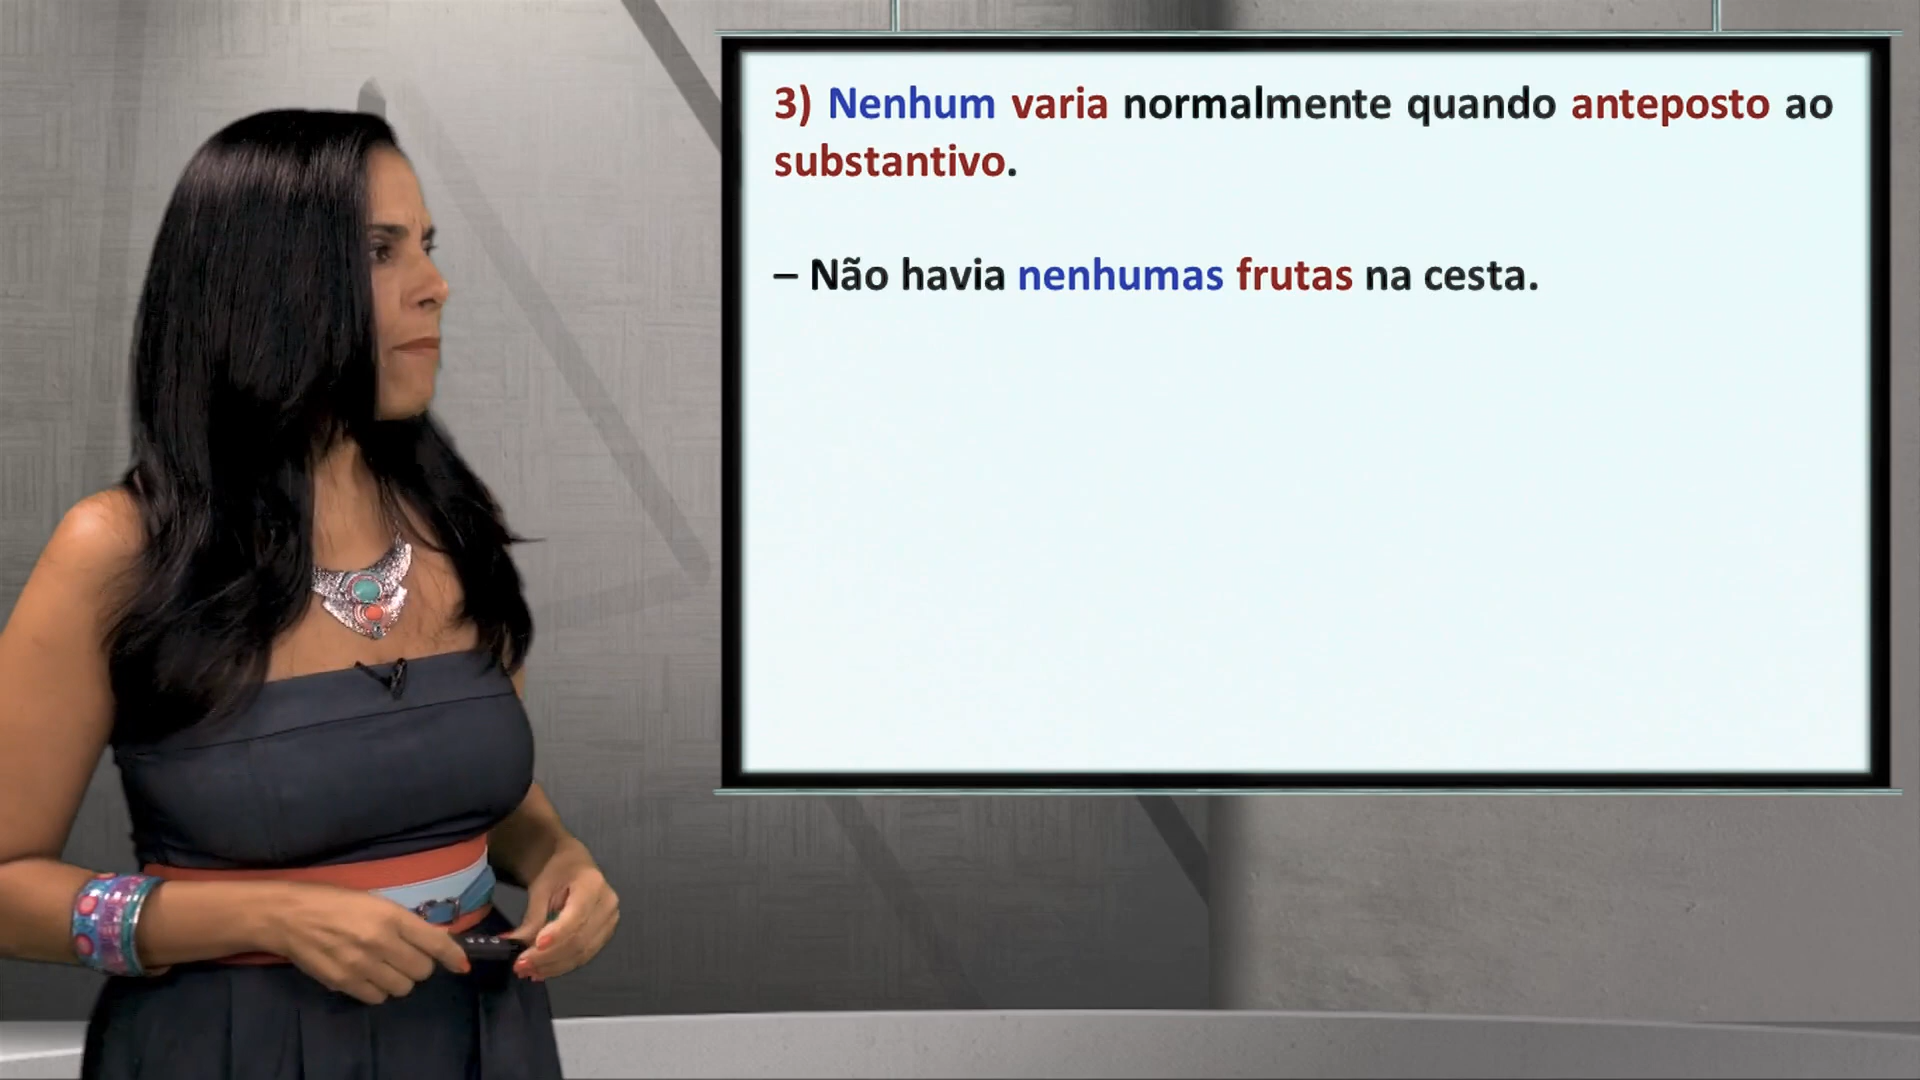 3) Nenhum varia normalmente quando anteposto ao
substantivo.
– Não havia nenhumas frutas na cesta.